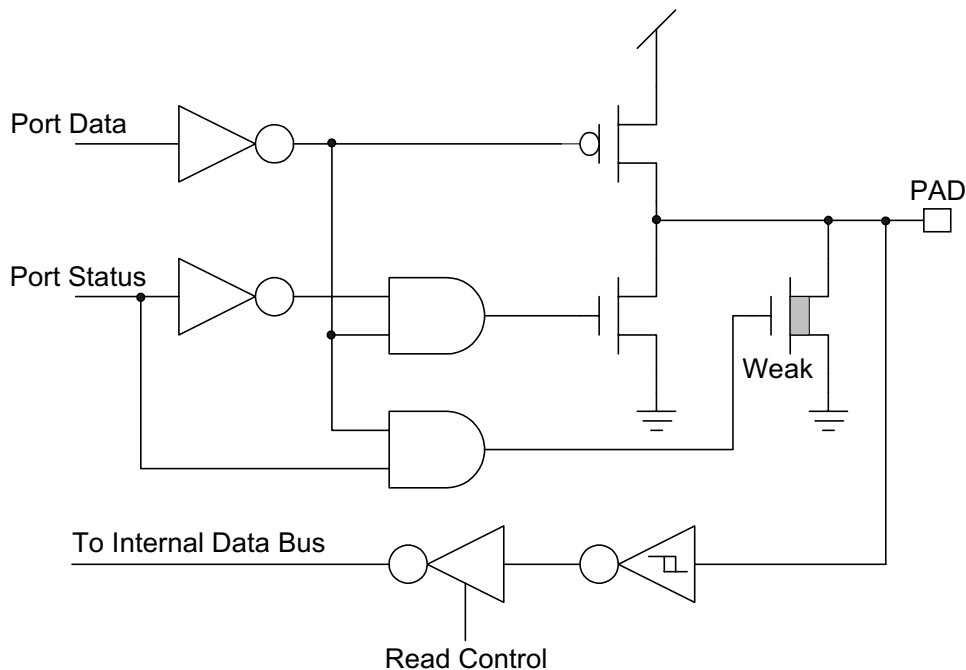 Port Data
PAD
Port Status
Weak
To Internal Data Bus
Read Control